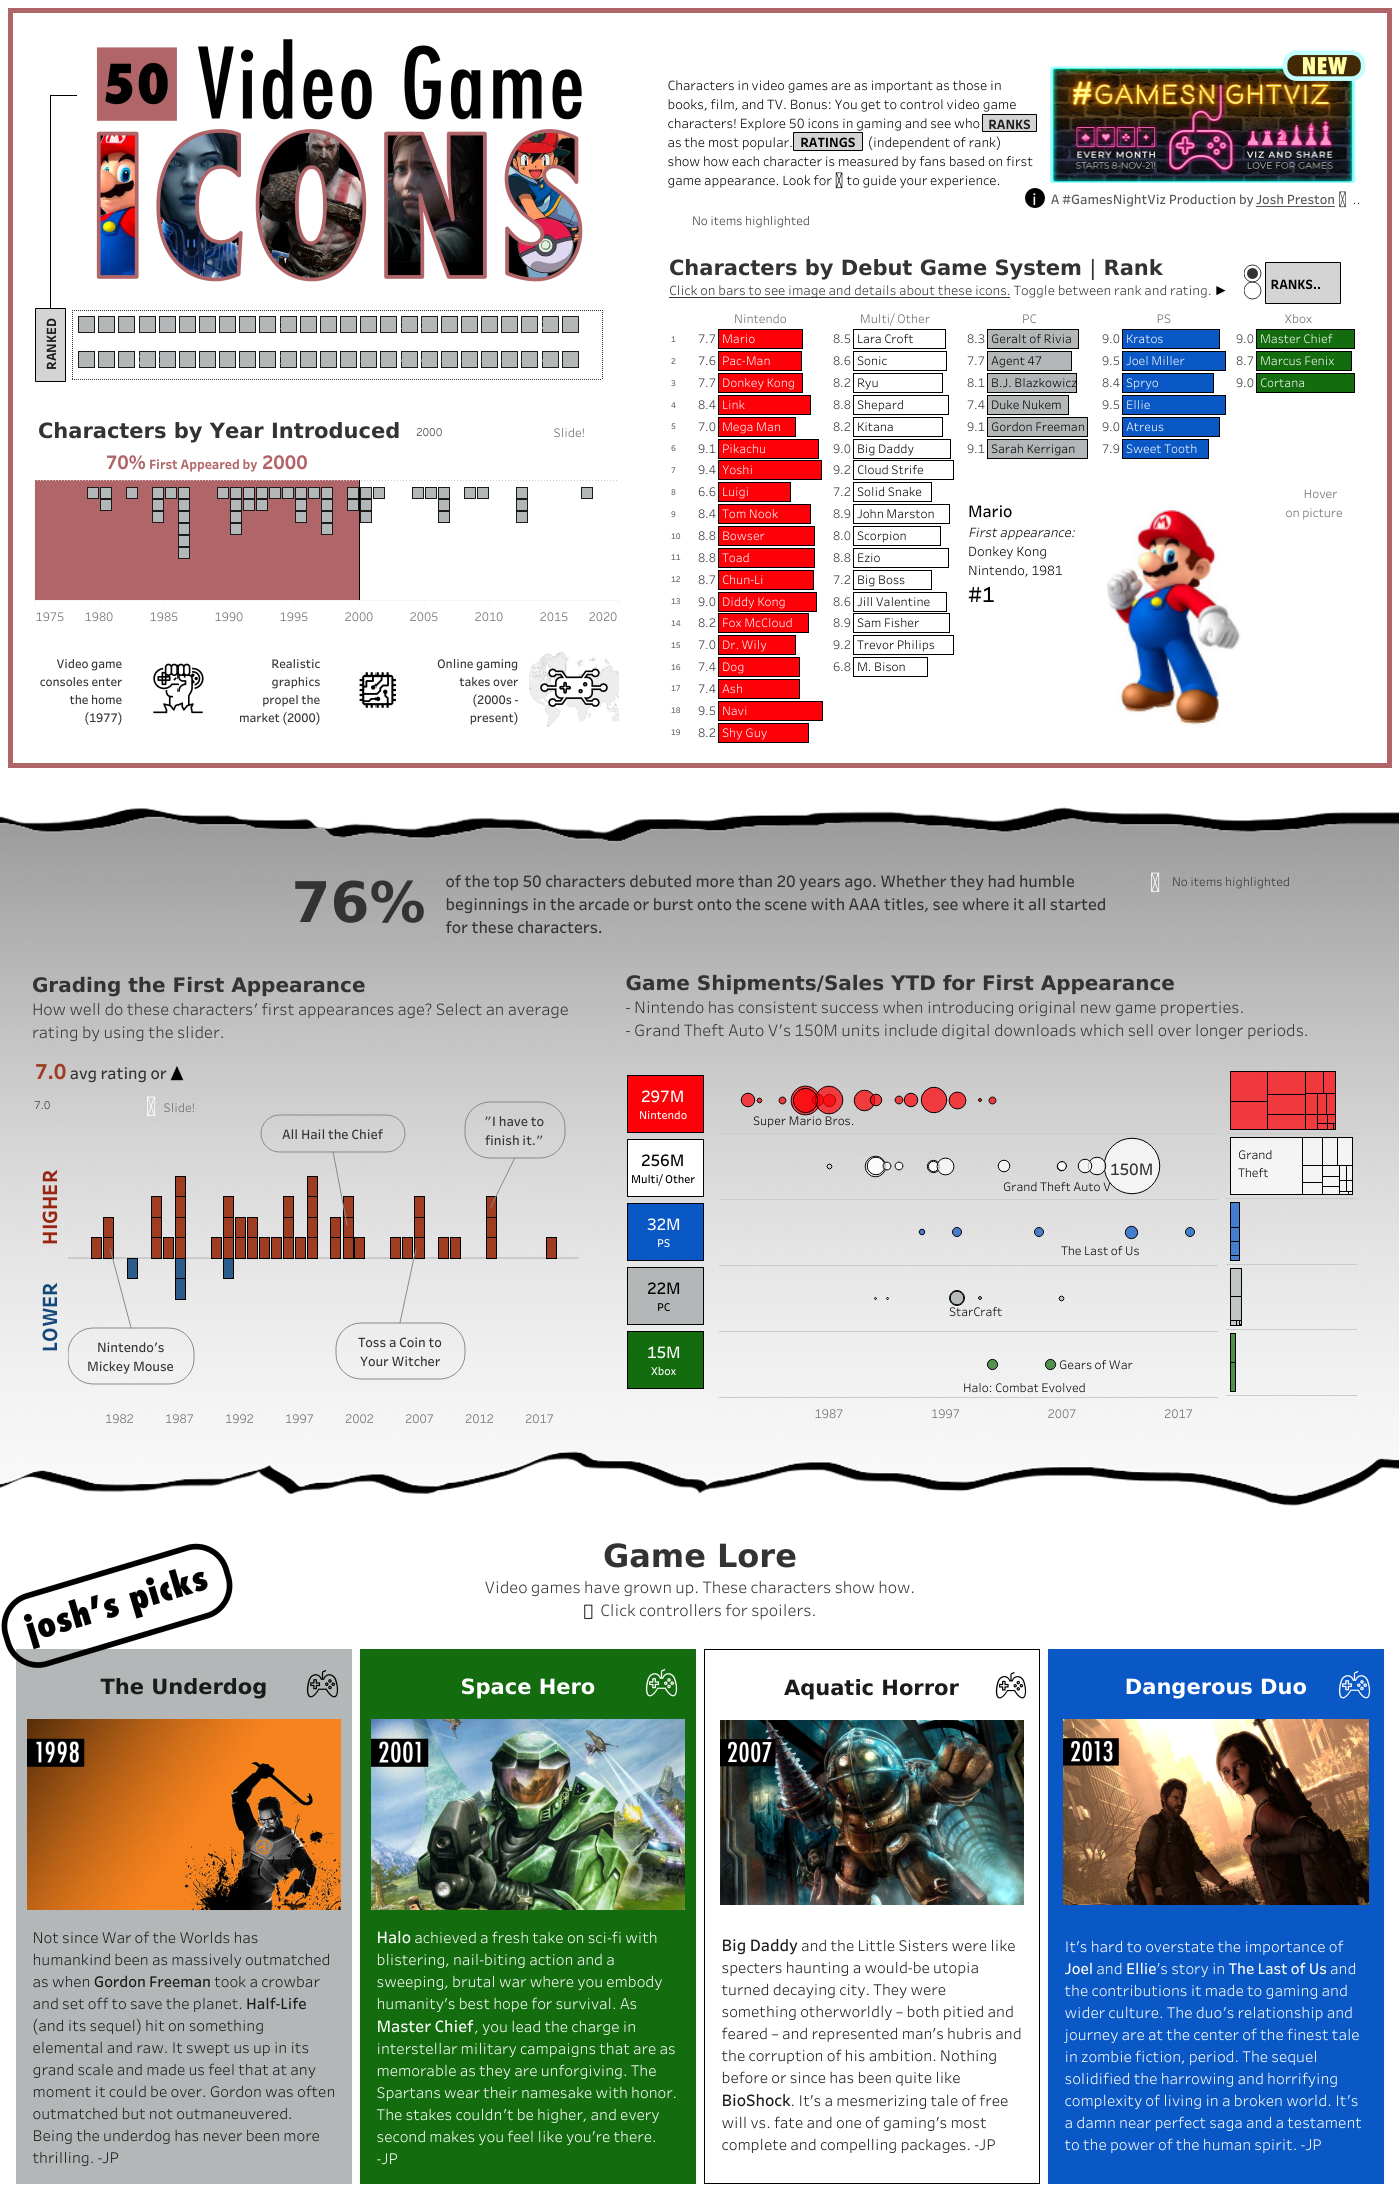 50 Video Game
ICONS
Characters in video games are as important as those in
books, film, and TV. Bonus: You get to control video game
characters! Explore 50 icons in gaming and see who RANKS
as the most popular. RATINGS (independent of rank)
show how each character is measured by fans based on first
game appearance. Look for to guide your experience.
No items highlighted
NEW
#GAMESNIGHTVIZ
EVERY MONTH
STARTS 8-NOV-21!
VIZ AND SHARE
LOVE FOR GAMES
i A #GamesNightViz Production by Josh Preston ..
RANKED
Characters by Debut Game System | Rank
Click on bars to see image and details about these icons. Toggle between rank and rating. ▶
RANKS..
Nintendo Multi/ Other PC PS Xbox
1 7.7 Mario 8.5 Lara Croft 8.3 Geralt of Rivia 9.0 Kratos 9.0 Master Chief
2 7.6 Pac-Man 8.6 Sonic 7.7 Agent 47 9.5 Joel Miller 8.7 Marcus Fenix
3 7.7 Donkey Kong 8.2 Ryu 8.1 B.J. Blazkowicz 8.4 Spryo 9.0 Cortana
4 8.4 Link 8.8 Shepard 7.4 Duke Nukem 9.5 Ellie
5 7.0 Mega Man 8.2 Kitana 9.1 Gordon Freeman 9.0 Atreus
6 9.1 Pikachu 9.0 Big Daddy 9.1 Sarah Kerrigan 7.9 Sweet Tooth
7 9.4 Yoshi 9.2 Cloud Strife
8 6.6 Luigi 7.2 Solid Snake
9 8.4 Tom Nook 8.9 John Marston
10 8.8 Bowser 8.0 Scorpion
11 8.8 Toad 8.8 Ezio
12 8.7 Chun-Li 7.2 Big Boss
13 9.0 Diddy Kong 8.6 Jill Valentine
14 8.2 Fox McCloud 8.9 Sam Fisher
15 7.0 Dr. Wily 9.2 Trevor Philips
16 7.4 Dog 6.8 M. Bison
17 7.4 Ash
18 9.5 Navi
19 8.2 Shy Guy
Mario
First appearance:
Donkey Kong
Nintendo, 1981
#1
Hover
on picture
Characters by Year Introduced 2000 Slide!
70% First Appeared by 2000
1975 1980 1985 1990 1995 2000 2005 2010 2015 2020
Video game
consoles enter
the home
(1977)
Realistic
graphics
propel the
market (2000)
Online gaming
takes over
(2000s -
present)
76%
of the top 50 characters debuted more than 20 years ago. Whether they had humble
beginnings in the arcade or burst onto the scene with AAA titles, see where it all started
for these characters.
No items highlighted
Grading the First Appearance
How well do these characters' first appearances age? Select an average
rating by using the slider.
7.0 avg rating or ▲
7.0 Slide!
HIGHER
LOWER
All Hail the Chief
"I have to
finish it."
Nintendo's
Mickey Mouse
Toss a Coin to
Your Witcher
1982 1987 1992 1997 2002 2007 2012 2017
Game Shipments/Sales YTD for First Appearance
- Nintendo has consistent success when introducing original new game properties.
- Grand Theft Auto V's 150M units include digital downloads which sell over longer periods.
297M
Nintendo
Super Mario Bros.
256M
Multi/ Other
150M
Grand Theft Auto V
Grand
Theft
32M
PS
The Last of Us
22M
PC
StarCraft
15M
Xbox
Gears of War
Halo: Combat Evolved
1987 1997 2007 2017
josh's picks
Game Lore
Video games have grown up. These characters show how.
Click controllers for spoilers.
The Underdog
1998
Not since War of the Worlds has
humankind been as massively outmatched
as when Gordon Freeman took a crowbar
and set off to save the planet. Half-Life
(and its sequel) hit on something
elemental and raw. It swept us up in its
grand scale and made us feel that at any
moment it could be over. Gordon was often
outmatched but not outmaneuvered.
Being the underdog has never been more
thrilling. -JP
Space Hero
2001
Halo achieved a fresh take on sci-fi with
blistering, nail-biting action and a
sweeping, brutal war where you embody
humanity's best hope for survival. As
Master Chief, you lead the charge in
interstellar military campaigns that are as
memorable as they are unforgiving. The
Spartans wear their namesake with honor.
The stakes couldn't be higher, and every
second makes you feel like you're there.
-JP
Aquatic Horror
2007
Big Daddy and the Little Sisters were like
specters haunting a would-be utopia
turned decaying city. They were
something otherworldly – both pitied and
feared – and represented man's hubris and
the corruption of his ambition. Nothing
before or since has been quite like
BioShock. It's a mesmerizing tale of free
will vs. fate and one of gaming's most
complete and compelling packages. -JP
Dangerous Duo
2013
It's hard to overstate the importance of
Joel and Ellie's story in The Last of Us and
the contributions it made to gaming and
wider culture. The duo's relationship and
journey are at the center of the finest tale
in zombie fiction, period. The sequel
solidified the harrowing and horrifying
complexity of living in a broken world. It's
a damn near perfect saga and a testament
to the power of the human spirit. -JP